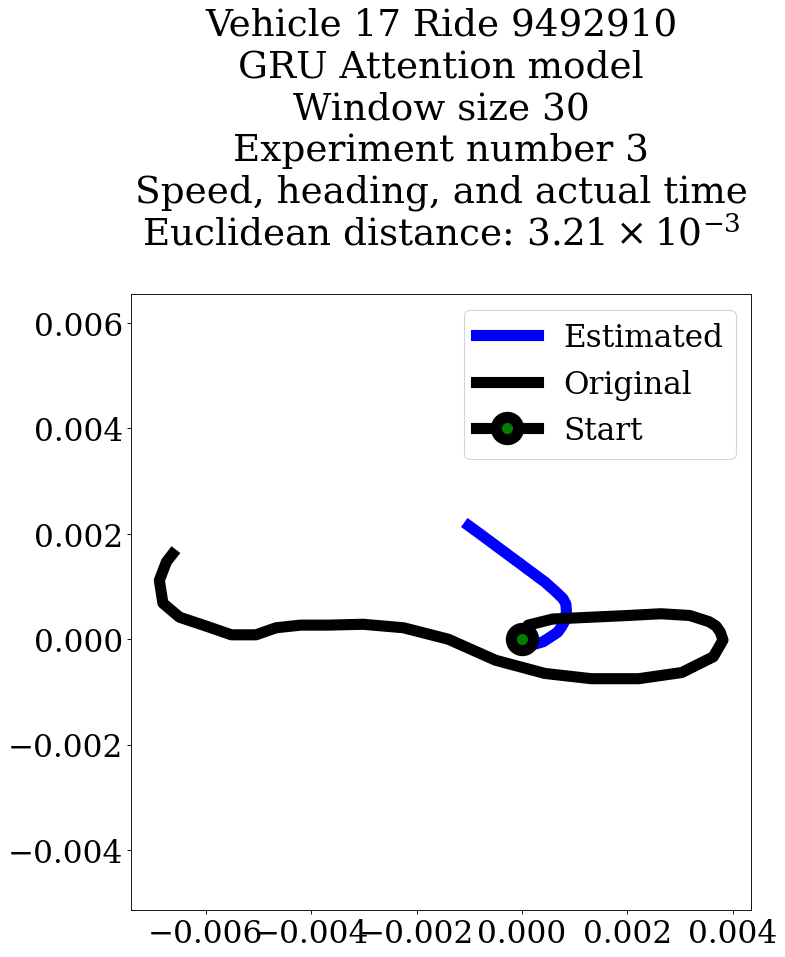 Vehicle 17 Ride 9492910
GRU Attention model
Window size 30
Experiment number 3
Speed, heading, and actual time
Euclidean distance: 3.21 × 10⁻³
Estimated
Original
Start
0.006
0.004
0.002
0.000
−0.002
−0.004
−0.006 −0.004 −0.002 0.000 0.002 0.004